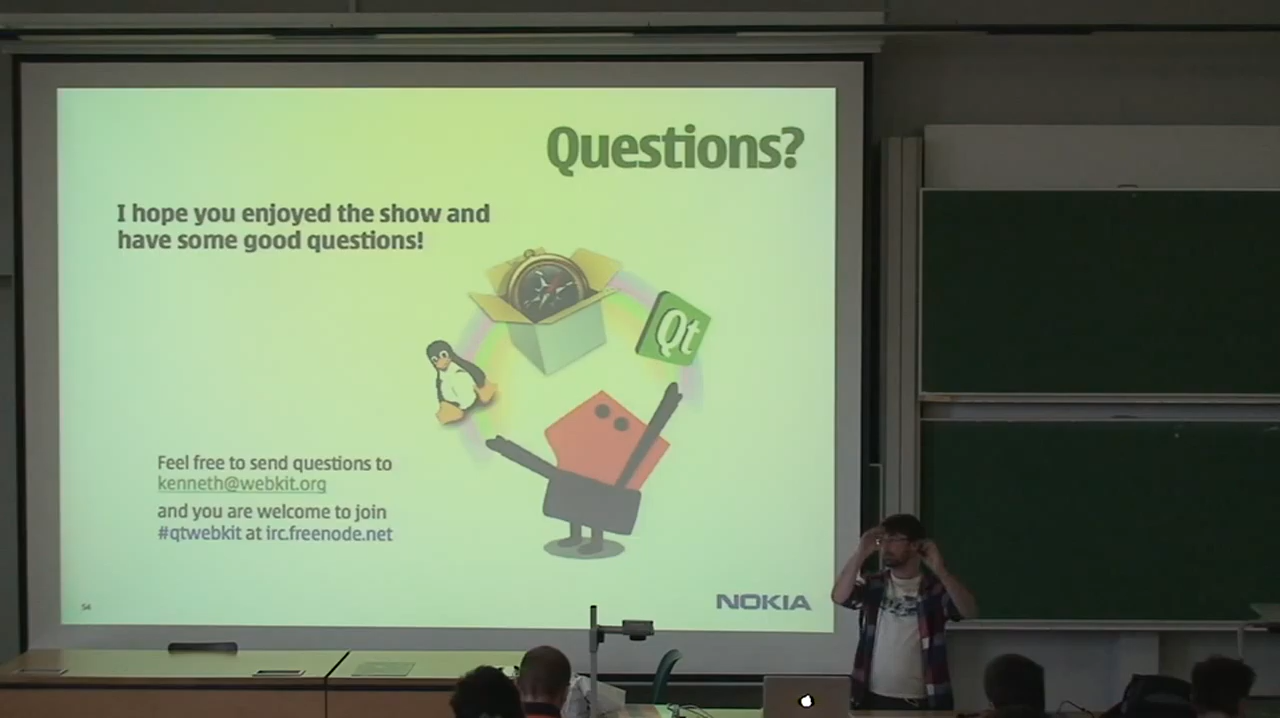 Questions?
I hope you enjoyed the show and
have some good questions!
Qt
Feel free to send questions to
kenneth@webkit.org
and you are welcome to join
#qtwebkit at irc.freenode.net
54
NOKIA